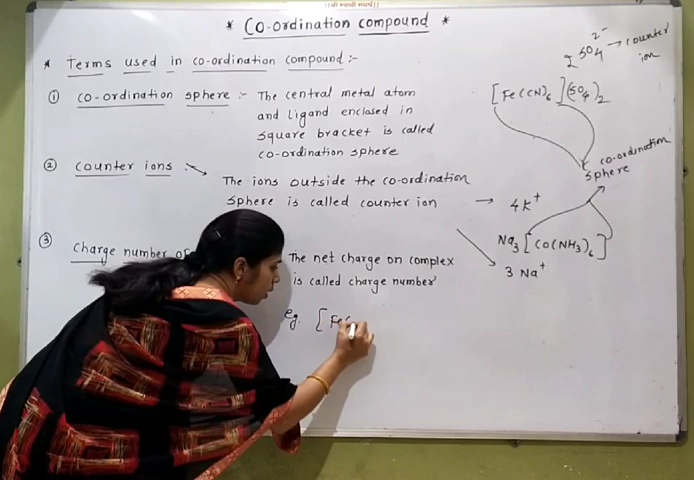 * Co-ordination compound *
* Terms used in co-ordination compound :-
① co-ordination sphere :- The central metal atom
and ligand enclosed in
square bracket is called
co-ordination sphere
② counter ions
The ions outside the co-ordination
sphere is called counter ion → 4K⁺
③ charge number of
The net charge on complex
is called charge number
eg. [Fe(
SO₄²⁻ → counter
ion
[Fe(CN)₆](SO₄)₂
co-ordination
sphere
Na₃[CO(NH₃)₆]
3 Na⁺